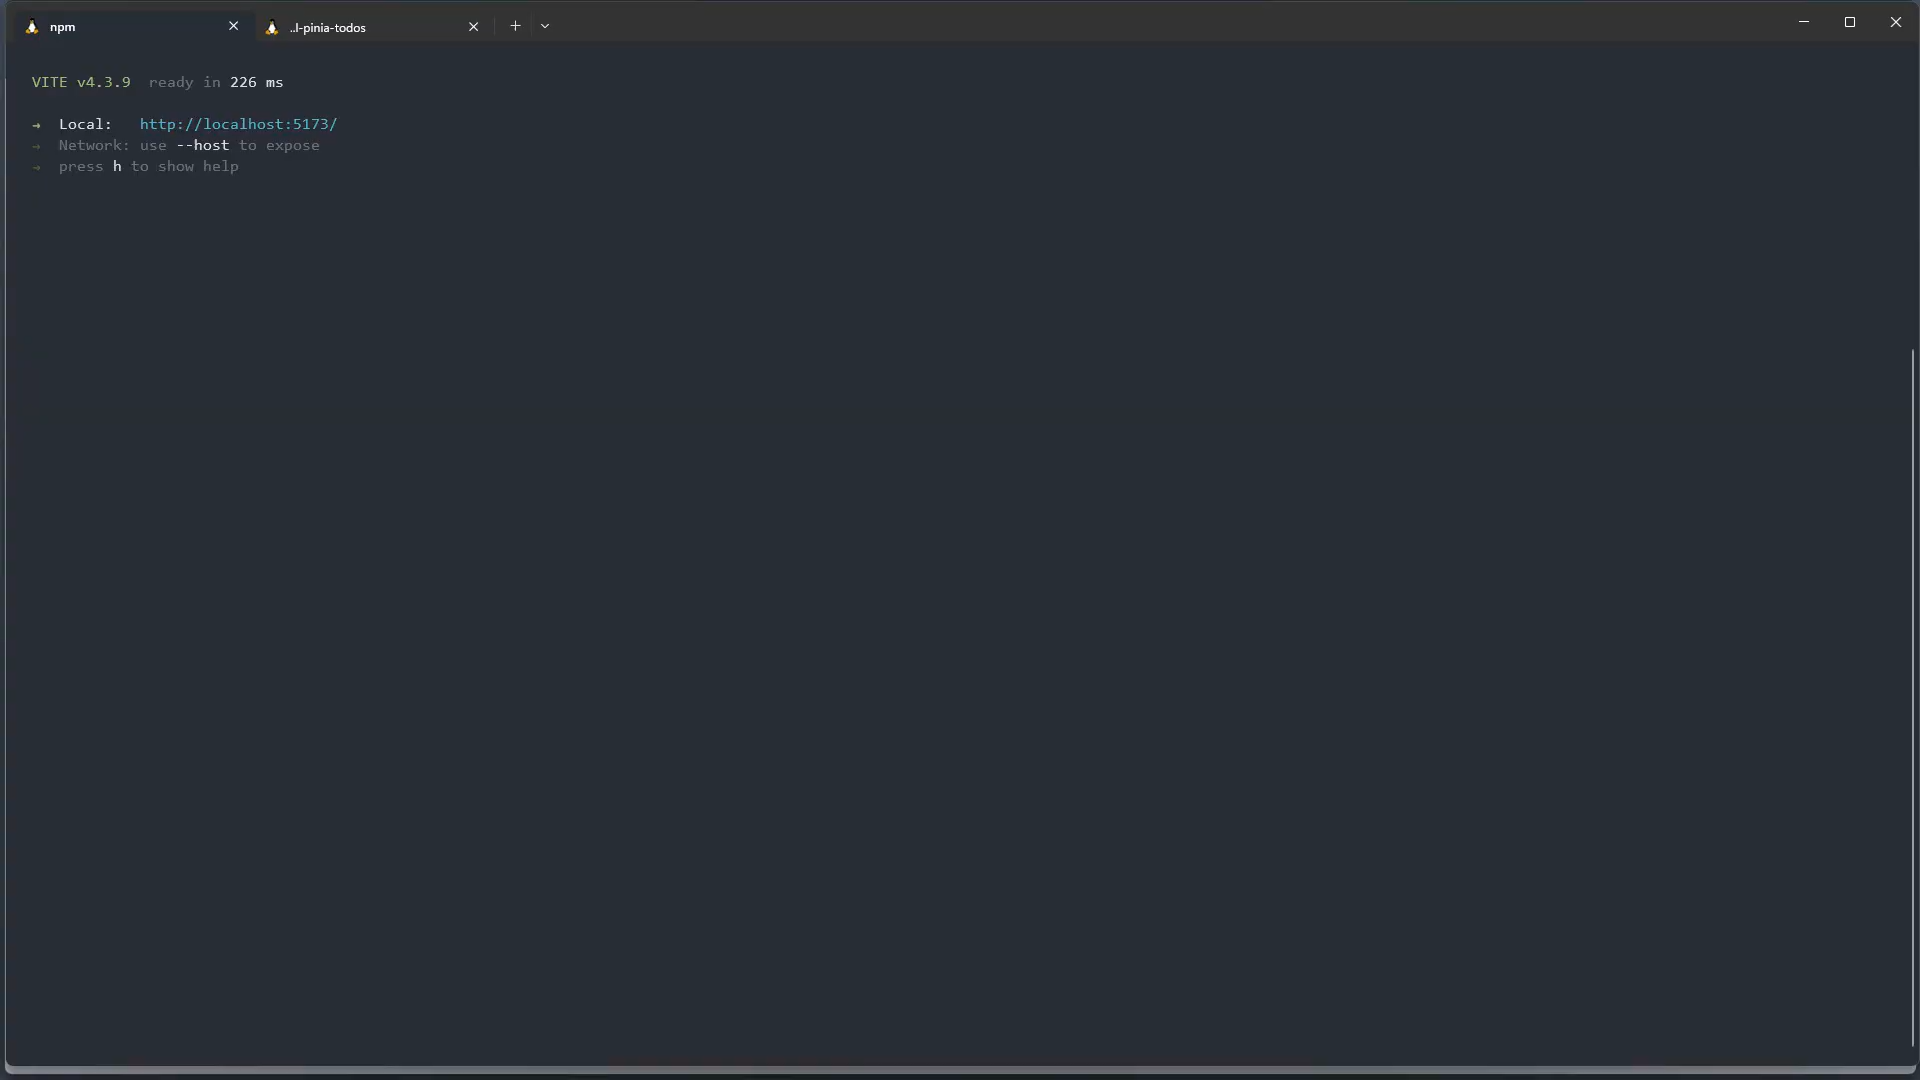 npm
..l-pinia-todos
VITE v4.3.9  ready in 226 ms
→  Local:   http://localhost:5173/
→  Network: use --host to expose
→  press h to show help